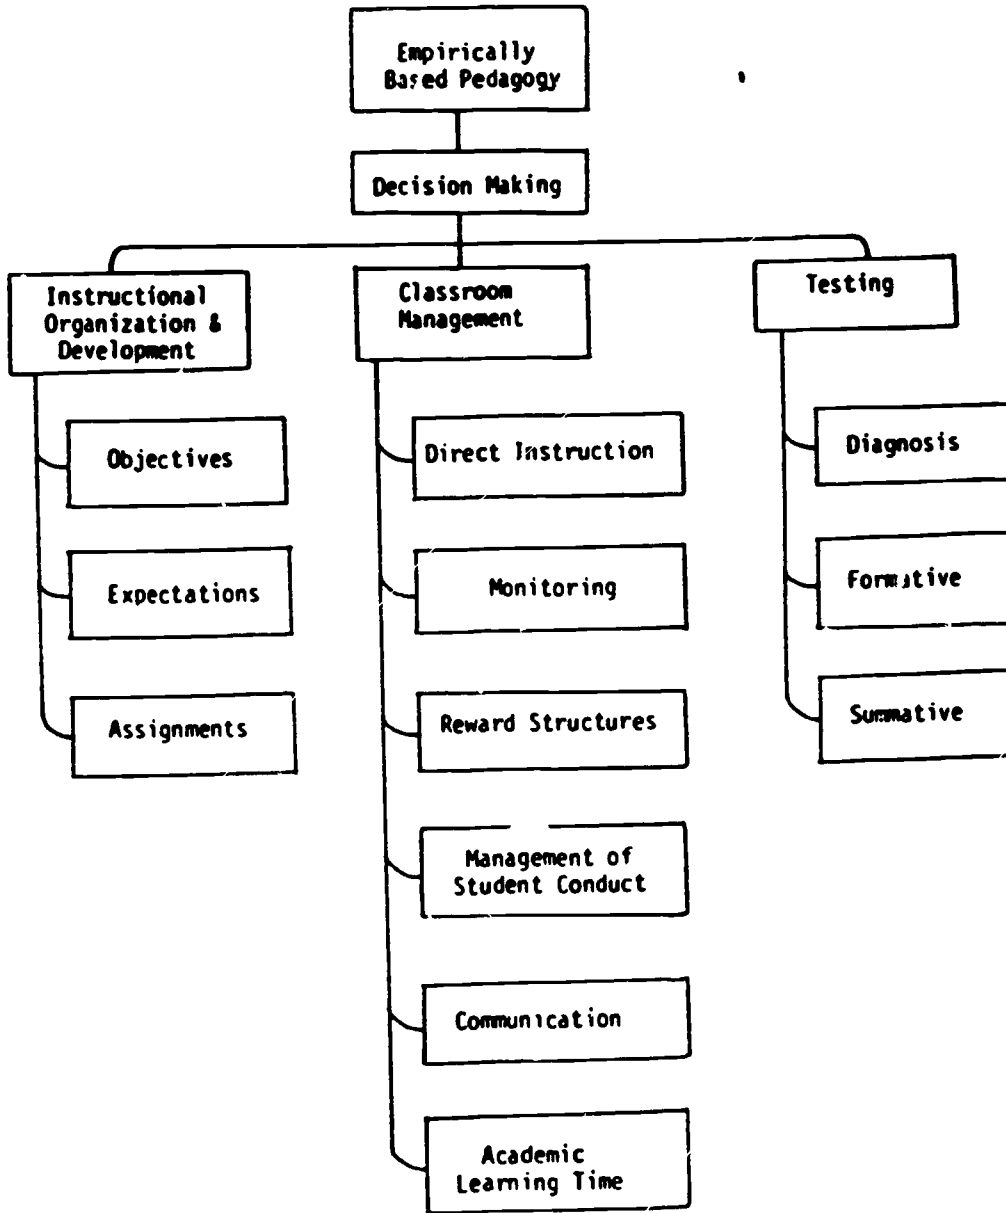 Empirically
Based Pedagogy
Decision Making
Instructional
Organization &
Development
Objectives
Expectations
Assignments
Classroom
Management
Direct Instruction
Monitoring
Reward Structures
Management of
Student Conduct
Communication
Academic
Learning Time
Testing
Diagnosis
Formative
Summative